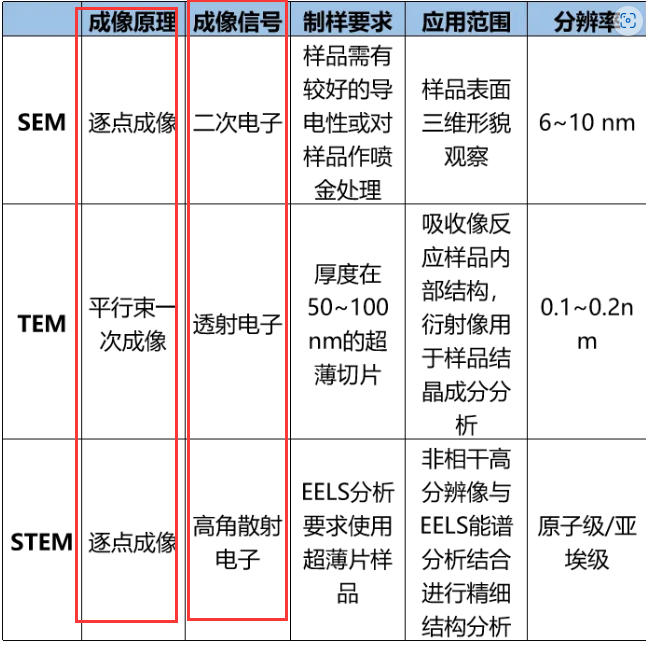 成像原理 成像信号 制样要求 应用范围 分辨率
SEM
逐点成像
二次电子
样品需有
较好的导
电性或对
样品作喷
金处理
样品表面
三维形貌
观察
6~10 nm
TEM
平行束一
次成像
透射电子
厚度在
50~100
nm的超
薄切片
吸收像反
应样品内
部结构，
衍射像用
于样品结
晶成分分
析
0.1~0.2n
m
STEM
逐点成像
高角散射
电子
EELS分析
要求使用
超薄片样
品
非相干高
分辨像与
EELS能谱
分析结合
进行精细
结构分析
原子级/亚
埃级